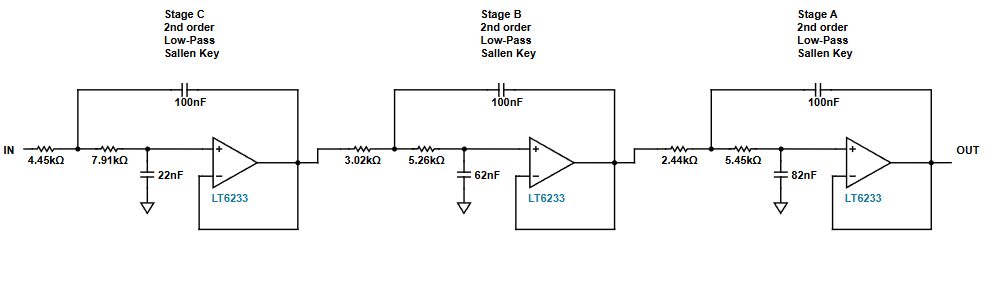 Stage C
2nd order
Low-Pass
Sallen Key
Stage B
2nd order
Low-Pass
Sallen Key
Stage A
2nd order
Low-Pass
Sallen Key
100nF
100nF
100nF
IN
4.45kΩ
7.91kΩ
22nF
LT6233
3.02kΩ
5.26kΩ
62nF
LT6233
2.44kΩ
5.45kΩ
82nF
LT6233
OUT